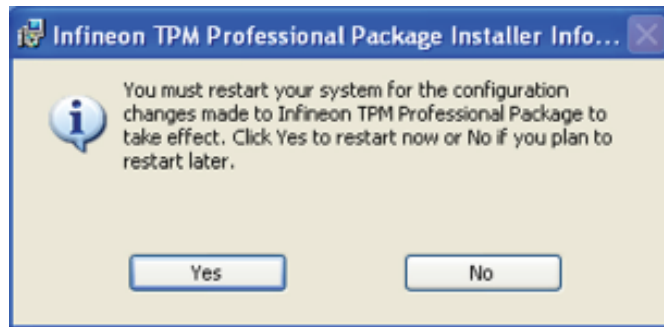 Infineon TPM Professional Package Installer Info...
You must restart your system for the configuration
changes made to Infineon TPM Professional Package to
take effect. Click Yes to restart now or No if you plan to
restart later.
Yes
No